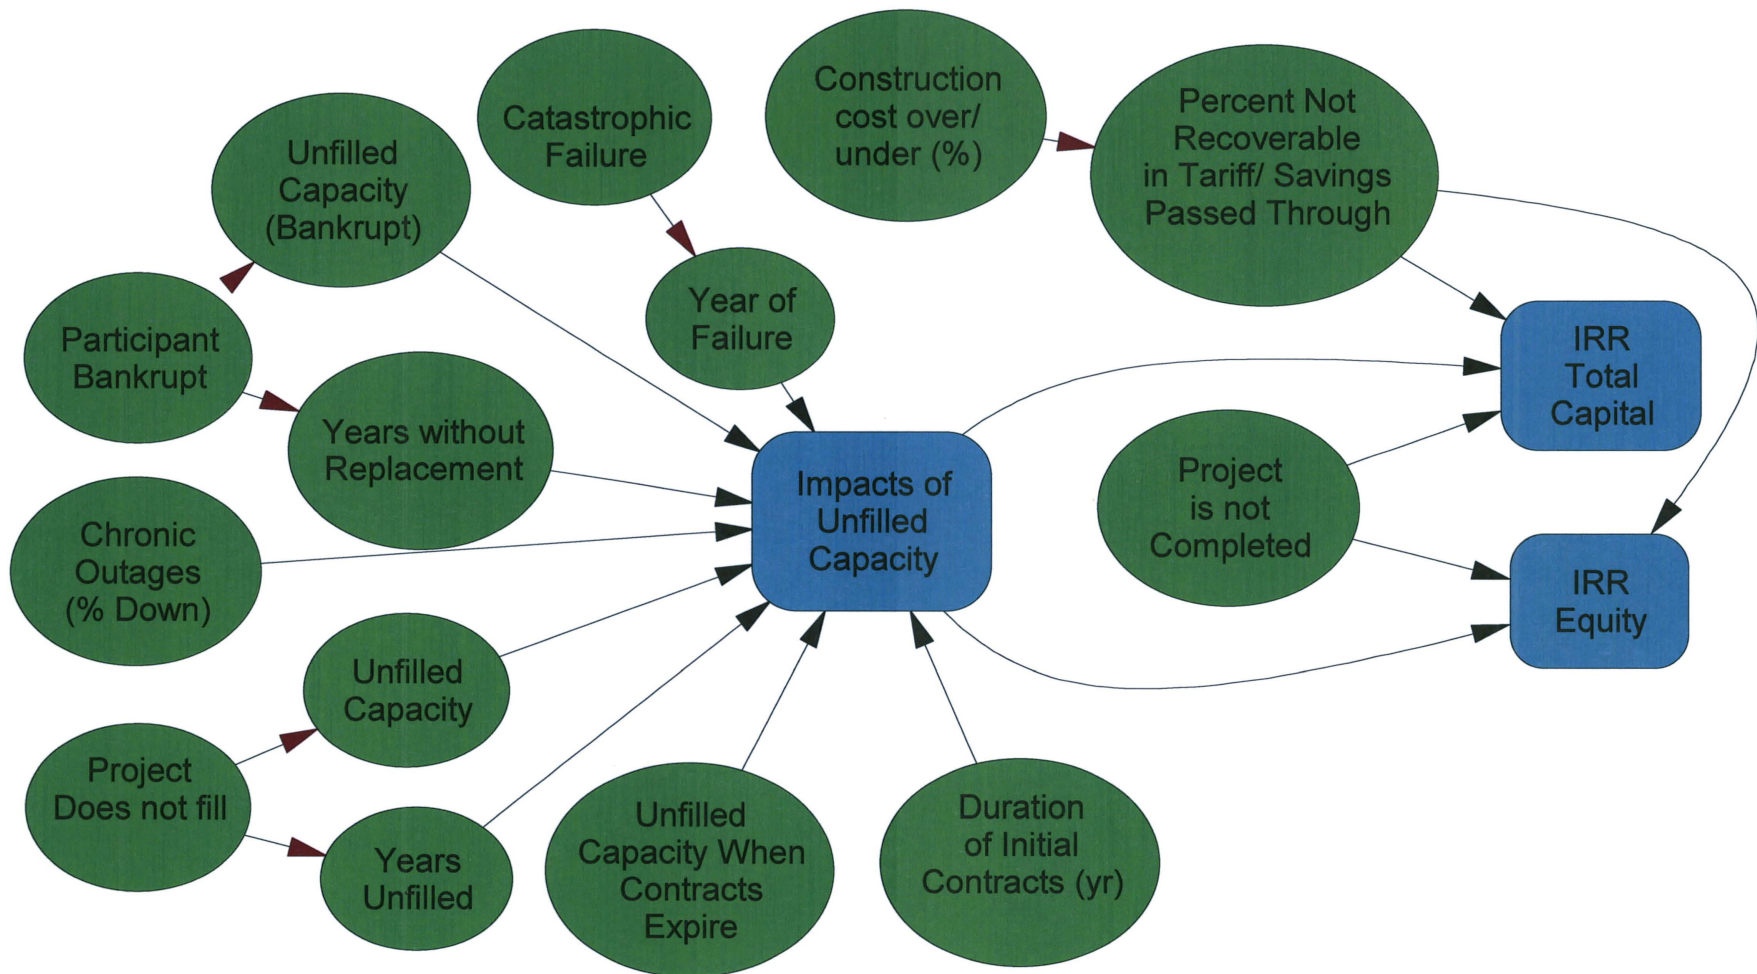 Unfilled
Capacity
(Bankrupt)
Catastrophic
Failure
Construction
cost over/
under (%)
Percent Not
Recoverable
in Tariff/ Savings
Passed Through
Participant
Bankrupt
Year of
Failure
IRR
Total
Capital
Years without
Replacement
Chronic
Outages
(% Down)
Impacts of
Unfilled
Capacity
Project
is not
Completed
IRR
Equity
Unfilled
Capacity
Project
Does not fill
Years
Unfilled
Unfilled
Capacity When
Contracts
Expire
Duration
of Initial
Contracts (yr)